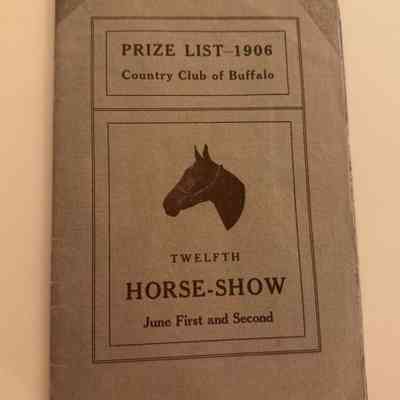 PRIZE LIST—1906
Country Club of Buffalo
TWELFTH
HORSE-SHOW
June First and Second